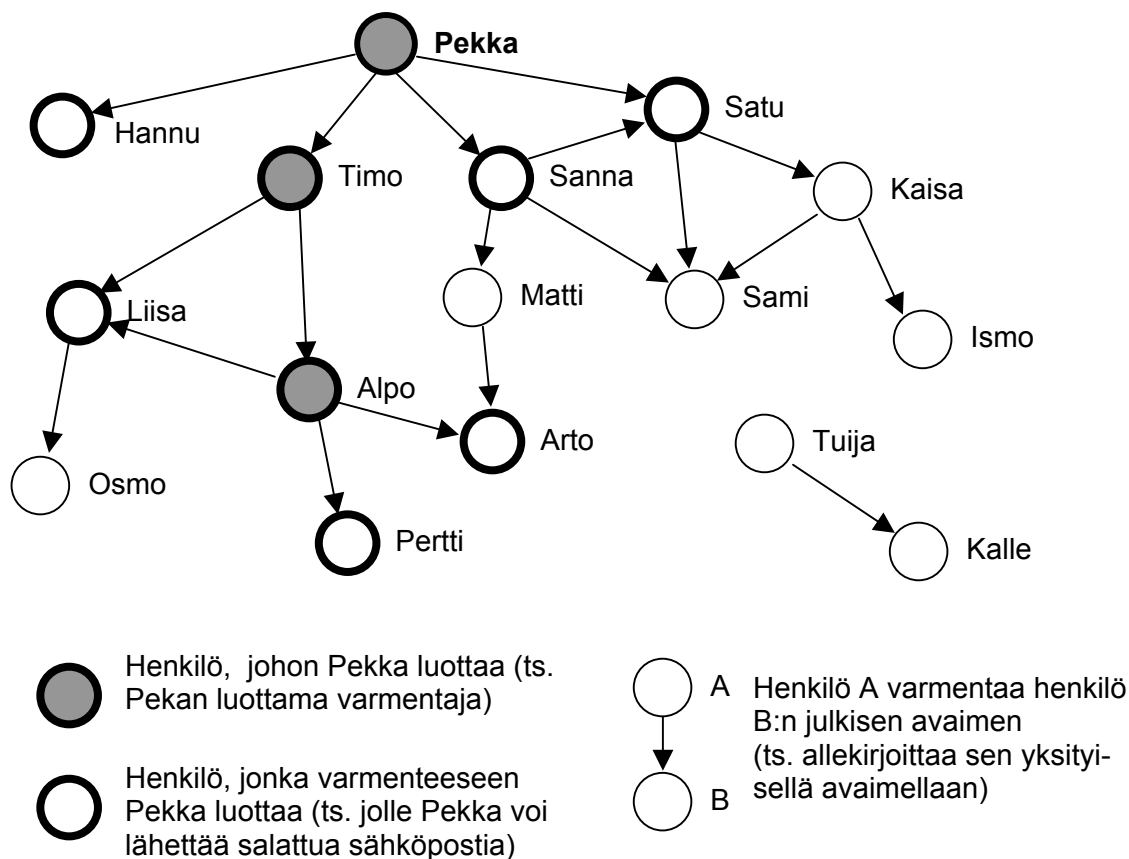 Pekka
Hannu
Satu
Timo
Sanna
Kaisa
Liisa
Matti
Sami
Ismo
Alpo
Arto
Tuija
Osmo
Pertti
Kalle
Henkilö, johon Pekka luottaa (ts.
Pekan luottama varmentaja)
Henkilö, jonka varmenteeseen
Pekka luottaa (ts. jolle Pekka voi
lähettää salattua sähköpostia)
A
B
Henkilö A varmentaa henkilö
B:n julkisen avaimen
(ts. allekirjoittaa sen yksityi-
sellä avaimellaan)